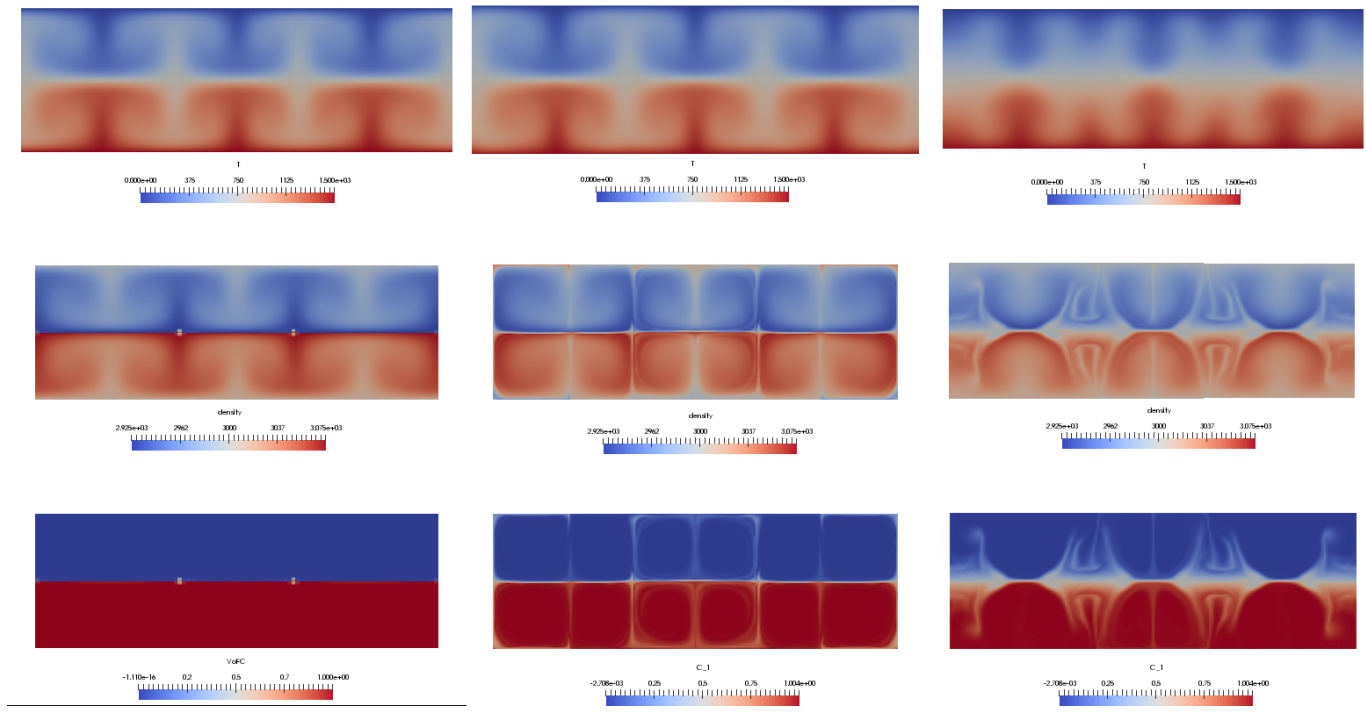 T
0.000e+00 375 750 1125 1.500e+03
T
0.000e+00 375 750 1125 1.500e+03
T
0.000e+00 375 750 1125 1.500e+03
density
2.925e+03 2962 3000 3037 3.075e+03
density
2.925e+03 2962 3000 3037 3.075e+03
density
2.925e+03 2962 3000 3037 3.075e+03
VoFC
-1.110e-16 0.2 0.5 0.7 1.000e+00
C_1
-2.708e-03 0.25 0.5 0.75 1.004e+00
C_1
-2.708e-03 0.25 0.5 0.75 1.004e+00